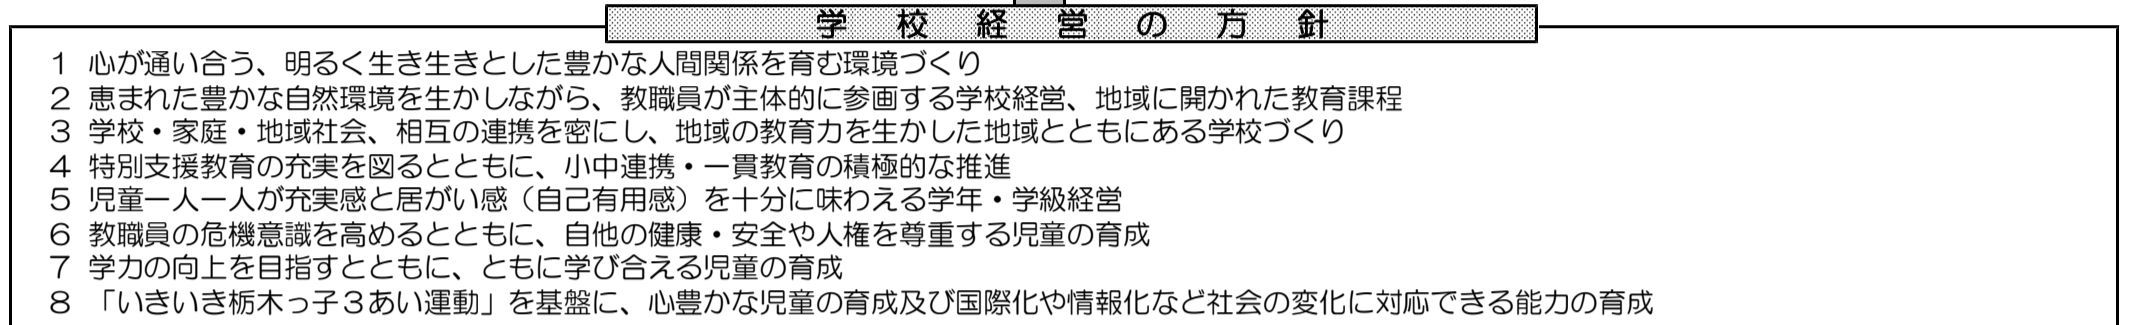 学校経営の方針
1 心が通い合う、明るく生き生きとした豊かな人間関係を育む環境づくり
2 恵まれた豊かな自然環境を生かしながら、教職員が主体的に参画する学校経営、地域に開かれた教育課程
3 学校・家庭・地域社会、相互の連携を密にし、地域の教育力を生かした地域とともにある学校づくり
4 特別支援教育の充実を図るとともに、小中連携・一貫教育の積極的な推進
5 児童一人一人が充実感と居がい感（自己有用感）を十分に味わえる学年・学級経営
6 教職員の危機意識を高めるとともに、自他の健康・安全や人権を尊重する児童の育成
7 学力の向上を目指すとともに、ともに学び合える児童の育成
8 「いきいき栃木っ子３あい運動」を基盤に、心豊かな児童の育成及び国際化や情報化など社会の変化に対応できる能力の育成